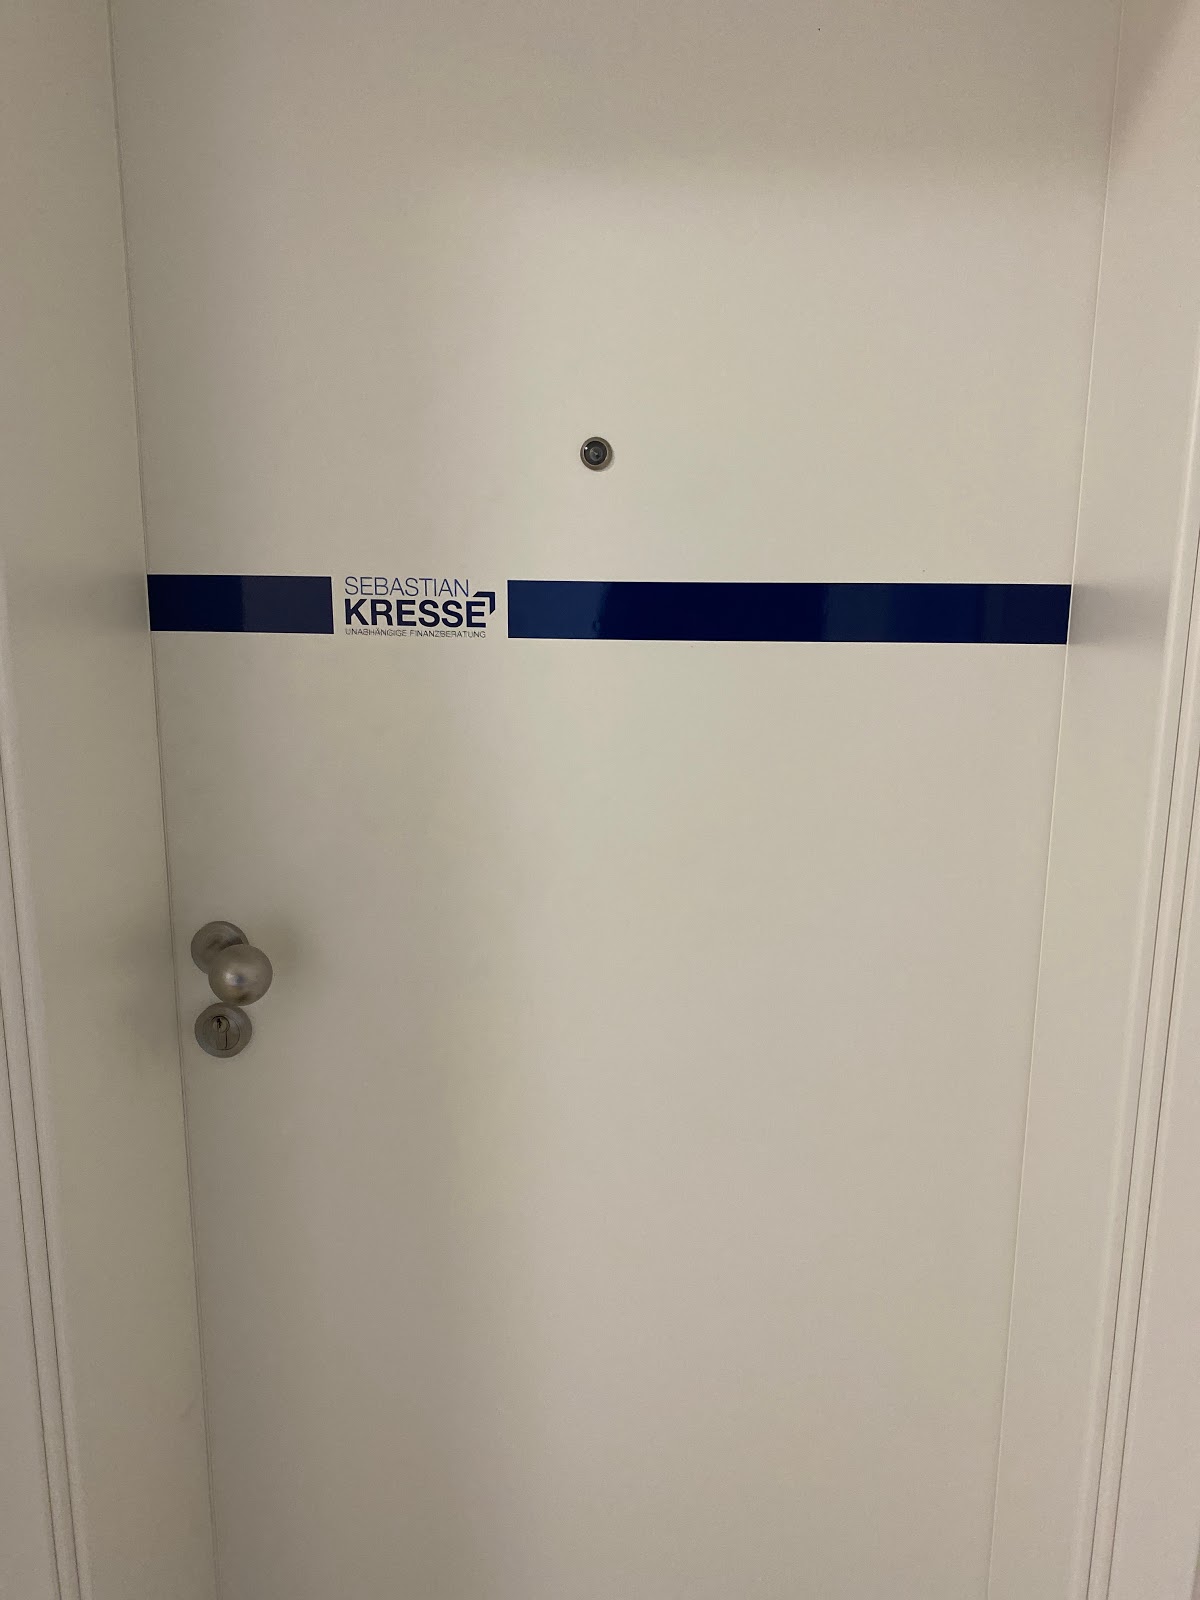 SEBASTIAN
KRESSE
UNABHÄNGIGE FINANZBERATUNG